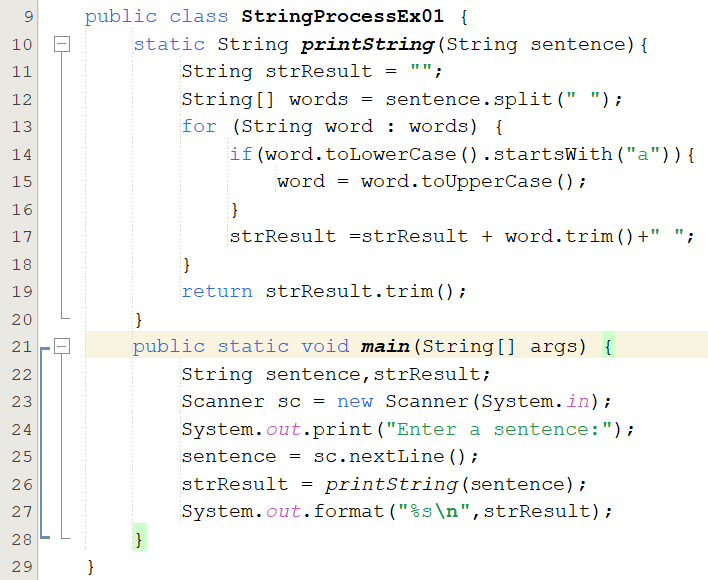 9 public class StringProcessEx01 {
10 static String printString(String sentence){
11 String strResult = "";
12 String[] words = sentence.split(" ");
13 for (String word : words) {
14 if(word.toLowerCase().startsWith("a")){
15 word = word.toUpperCase();
16 }
17 strResult =strResult + word.trim()+" ";
18 }
19 return strResult.trim();
20 }
21 public static void main(String[] args) {
22 String sentence,strResult;
23 Scanner sc = new Scanner(System.in);
24 System.out.print("Enter a sentence:");
25 sentence = sc.nextLine();
26 strResult = printString(sentence);
27 System.out.format("%s\n",strResult);
28 }
29 }